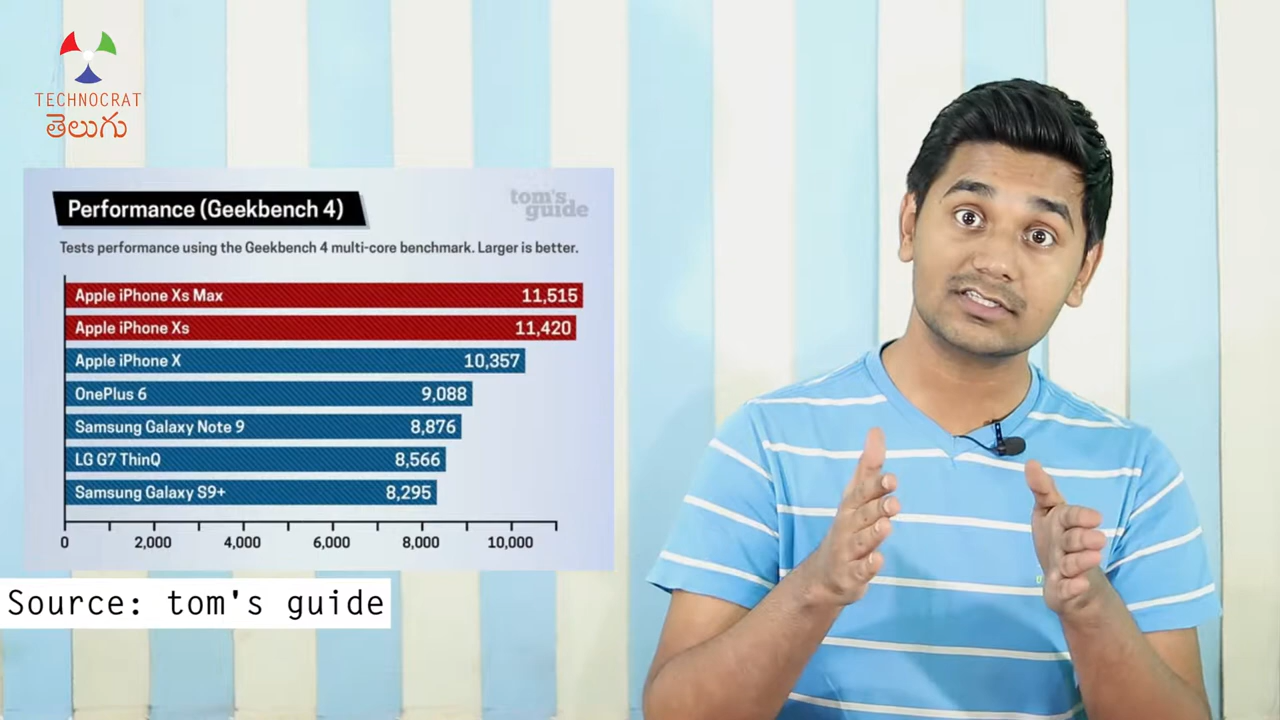 TECHNOCRAT
తెలుగు
tom's
guide
Performance (Geekbench 4)
Tests performance using the Geekbench 4 multi-core benchmark. Larger is better.
Apple iPhone Xs Max 11,515
Apple iPhone Xs 11,420
Apple iPhone X 10,357
OnePlus 6 9,088
Samsung Galaxy Note 9 8,876
LG G7 ThinQ 8,566
Samsung Galaxy S9+ 8,295
0 2,000 4,000 6,000 8,000 10,000
Source: tom's guide